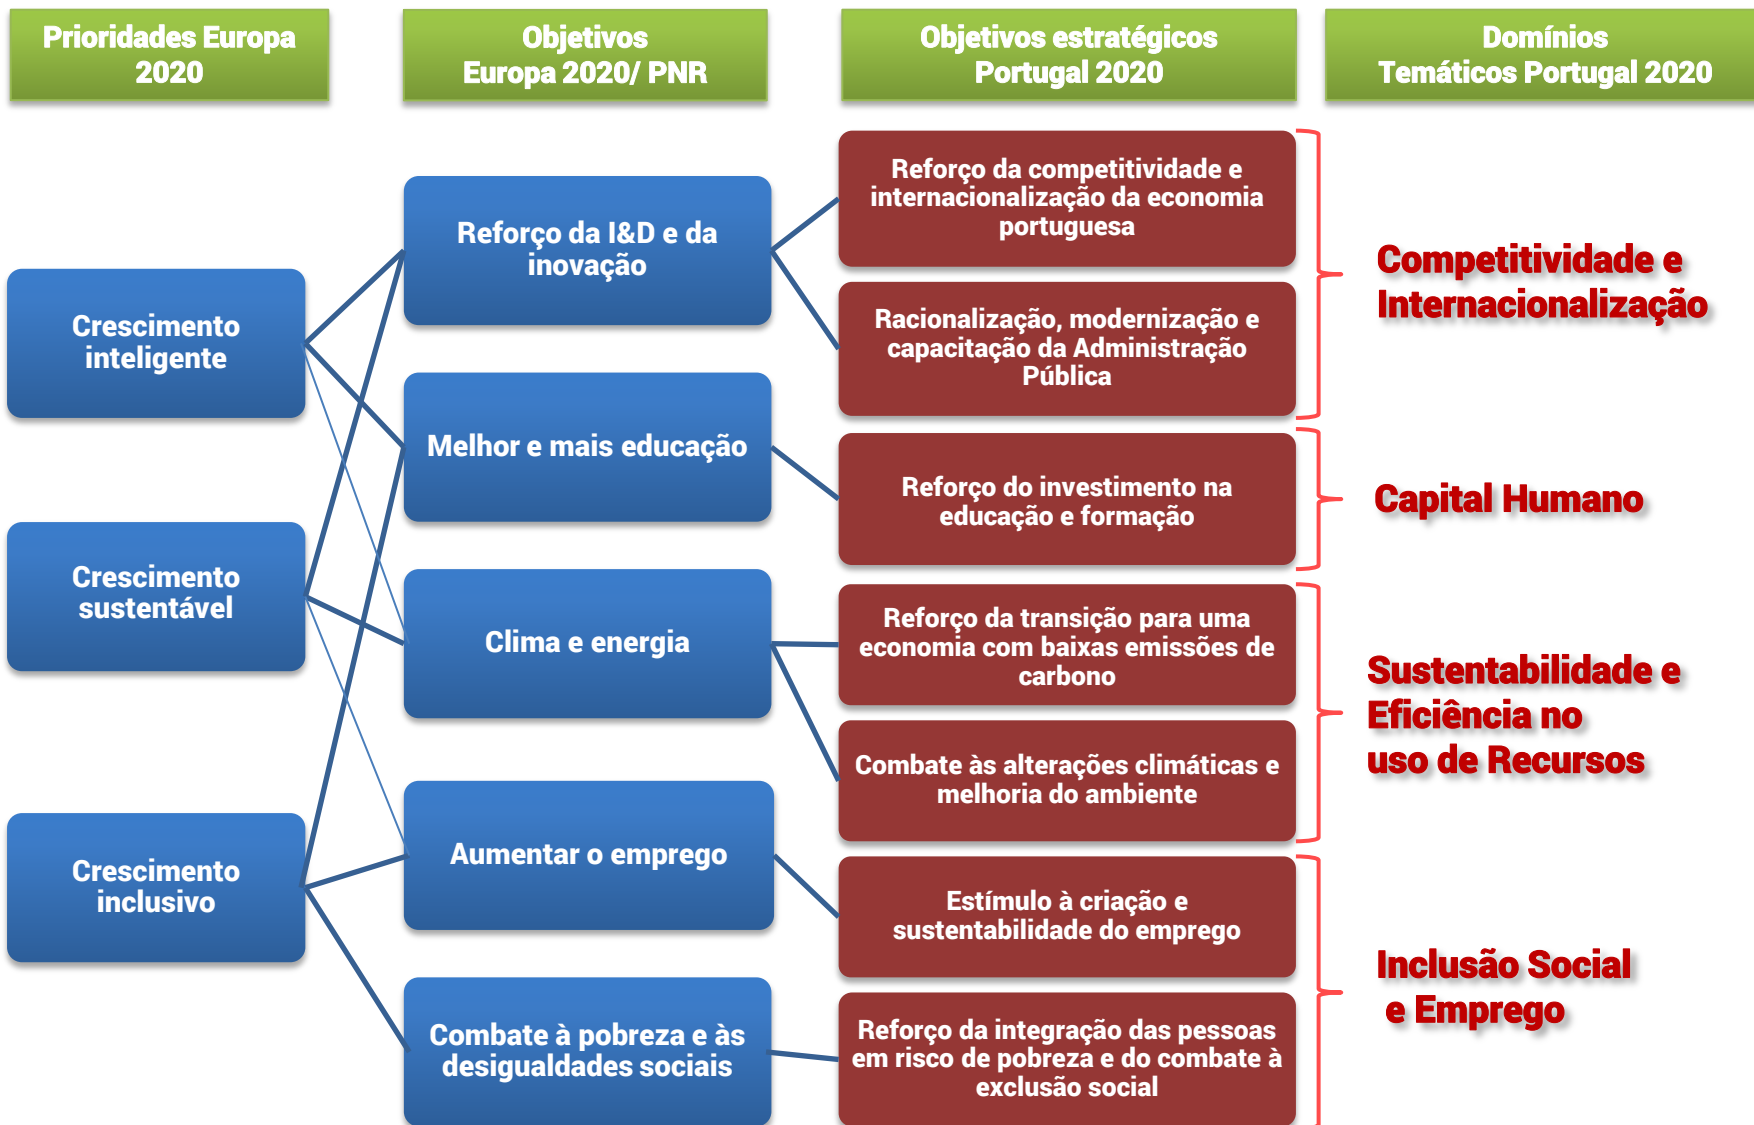 Prioridades Europa
2020
Objetivos
Europa 2020/ PNR
Objetivos estratégicos
Portugal 2020
Domínios
Temáticos Portugal 2020
Crescimento
inteligente
Crescimento
sustentável
Crescimento
inclusivo
Reforço da I&D e da
inovação
Melhor e mais educação
Clima e energia
Aumentar o emprego
Combate à pobreza e às
desigualdades sociais
Reforço da competitividade e
internacionalização da economia
portuguesa
Racionalização, modernização e
capacitação da Administração
Pública
Reforço do investimento na
educação e formação
Reforço da transição para uma
economia com baixas emissões de
carbono
Combate às alterações climáticas e
melhoria do ambiente
Estímulo à criação e
sustentabilidade do emprego
Reforço da integração das pessoas
em risco de pobreza e do combate à
exclusão social
Competitividade e
Internacionalização
Capital Humano
Sustentabilidade e
Eficiência no
uso de Recursos
Inclusão Social
e Emprego